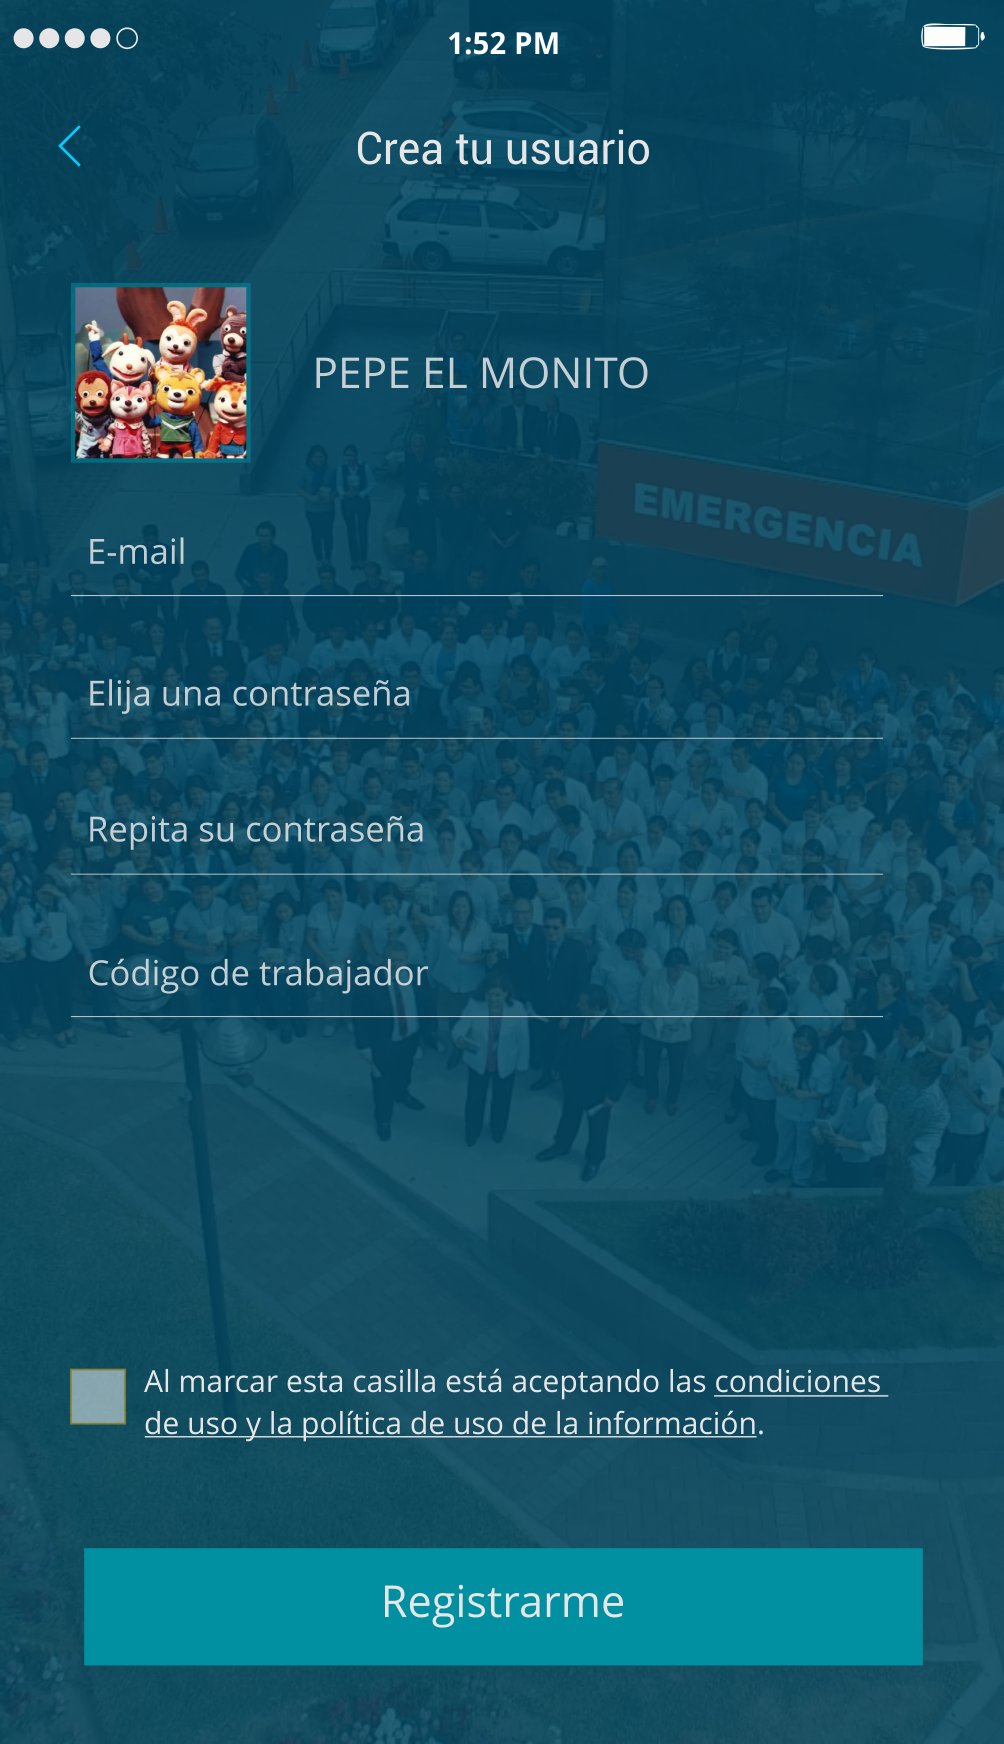 1:52 PM
Crea tu usuario
PEPE EL MONITO
EMERGENCIA
E-mail
Elija una contraseña
Repita su contraseña
Código de trabajador
Al marcar esta casilla está aceptando las condiciones
de uso y la política de uso de la información.
Registrarme